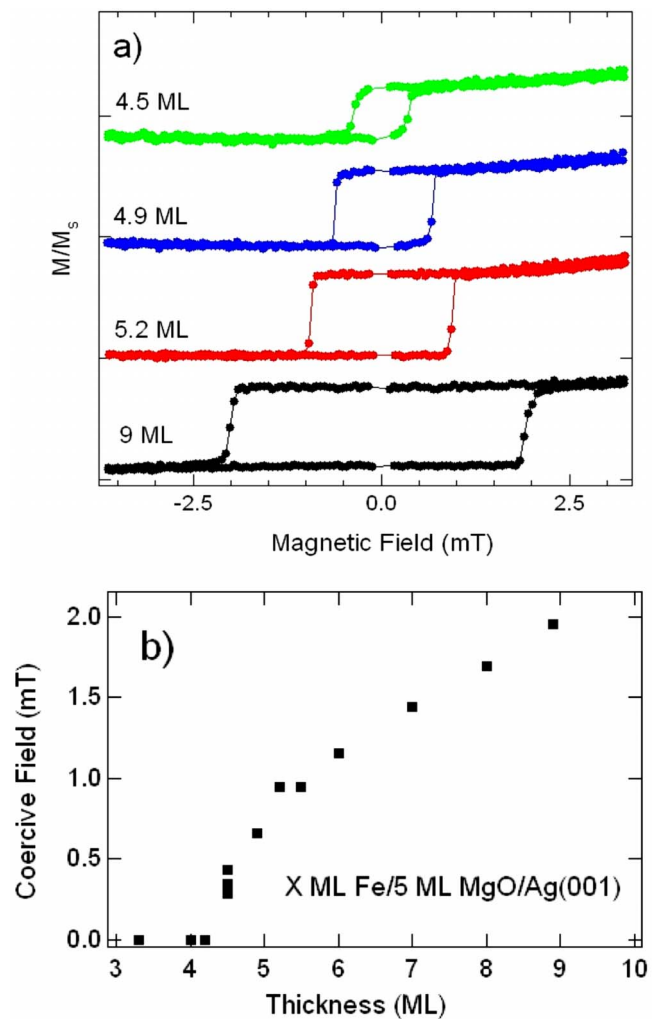 a)
4.5 ML
4.9 ML
5.2 ML
9 ML
M/Ms
-2.5 0.0 2.5
Magnetic Field (mT)
b)
2.0
1.5
1.0
0.5
0.0
Coercive Field (mT)
X ML Fe/5 ML MgO/Ag(001)
3 4 5 6 7 8 9 10
Thickness (ML)